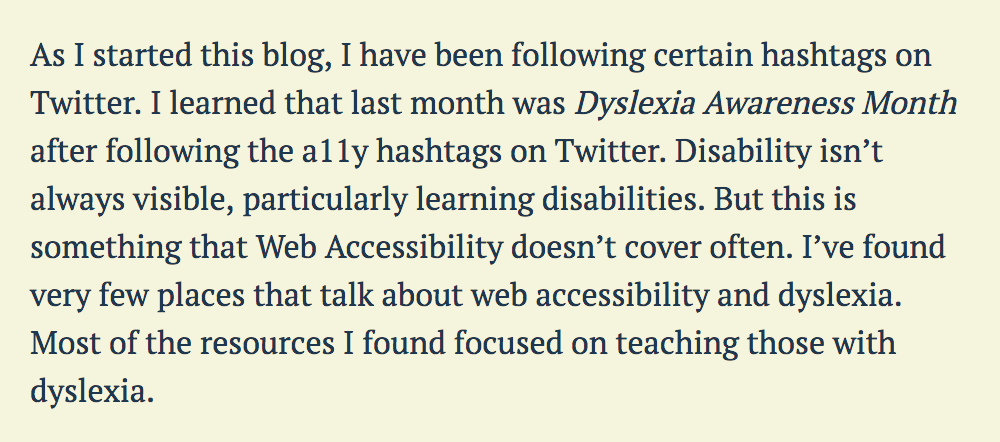 As I started this blog, I have been following certain hashtags on
Twitter. I learned that last month was Dyslexia Awareness Month
after following the a11y hashtags on Twitter. Disability isn’t
always visible, particularly learning disabilities. But this is
something that Web Accessibility doesn’t cover often. I’ve found
very few places that talk about web accessibility and dyslexia.
Most of the resources I found focused on teaching those with
dyslexia.